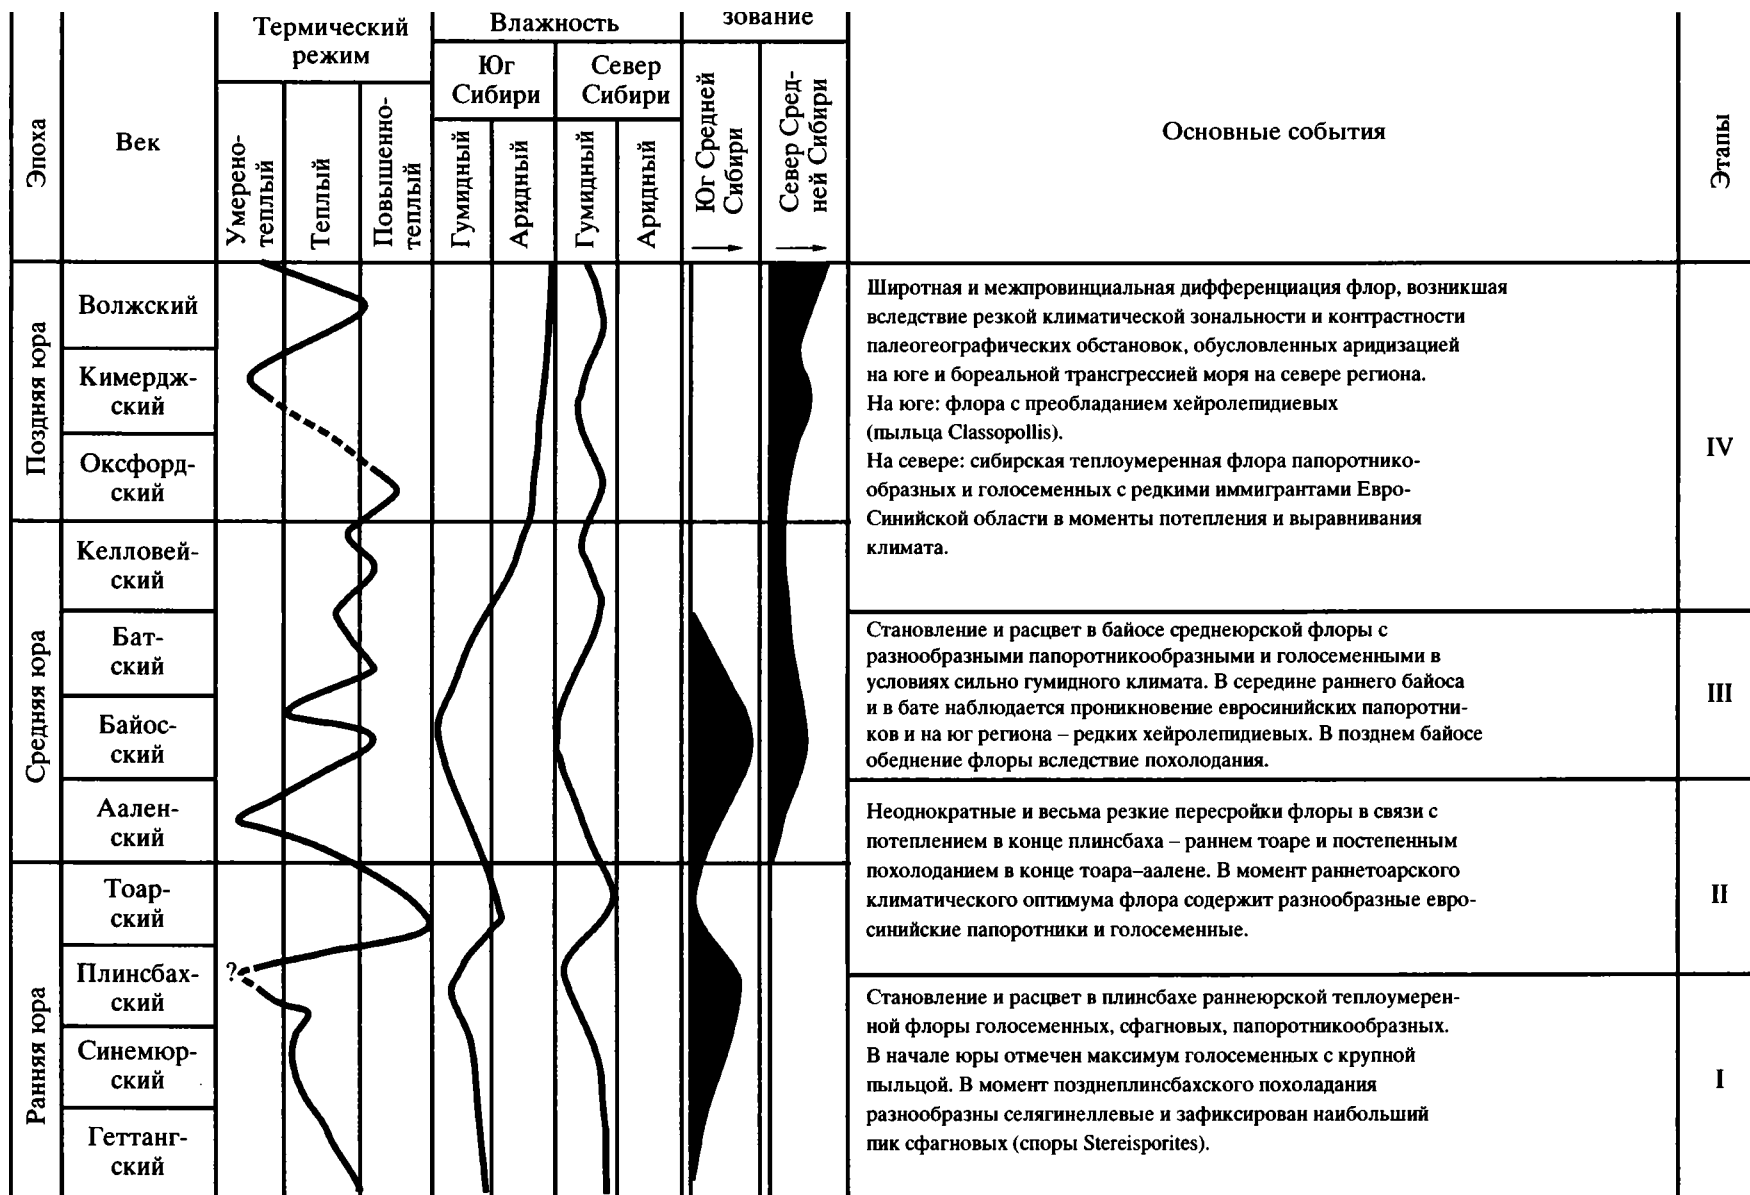 Термический
режим
Влажность
зование
Юг
Сибири
Север
Сибири
Эпоха
Век
Умерено-
теплый
Теплый
Повышенно-
теплый
Гумидный
Аридный
Гумидный
Аридный
Юг Средней
Сибири
Север Сред-
ней Сибири
Основные события
Этапы
Поздняя юра
Волжский
Кимердж-
ский
Оксфорд-
ский
Широтная и межпровинциальная дифференциация флор, возникшая
вследствие резкой климатической зональности и контрастности
палеогеографических обстановок, обусловленных аридизацией
на юге и бореальной трансгрессией моря на севере региона.
На юге: флора с преобладанием хейролепидиевых
(пыльца Classopollis).
На севере: сибирская теплоумеренная флора папоротнико-
образных и голосеменных с редкими иммигрантами Евро-
Синийской области в моменты потепления и выравнивания
климата.
IV
Средняя юра
Келловей-
ский
Бат-
ский
Байос-
ский
Аален-
ский
Становление и расцвет в байосе среднеюрской флоры с
разнообразными папоротникообразными и голосеменными в
условиях сильно гумидного климата. В середине раннего байоса
и в бате наблюдается проникновение евросинийских папоротни-
ков и на юг региона – редких хейролепидиевых. В позднем байосе
обеднение флоры вследствие похолодания.
III
Неоднократные и весьма резкие пересройки флоры в связи с
потеплением в конце плинсбаха – раннем тоаре и постепенным
похолоданием в конце тоара–аалене. В момент раннетоарского
климатического оптимума флора содержит разнообразные евро-
синийские папоротники и голосеменные.
II
Ранняя юра
Тоар-
ский
Плинсбах-
ский
?
Синемюр-
ский
Геттанг-
ский
Становление и расцвет в плинсбахе раннеюрской теплоумерен-
ной флоры голосеменных, сфагновых, папоротникообразных.
В начале юры отмечен максимум голосеменных с крупной
пыльцой. В момент позднеплинсбахского похоладания
разнообразны селягинеллевые и зафиксирован наибольший
пик сфагновых (споры Stereisporites).
I